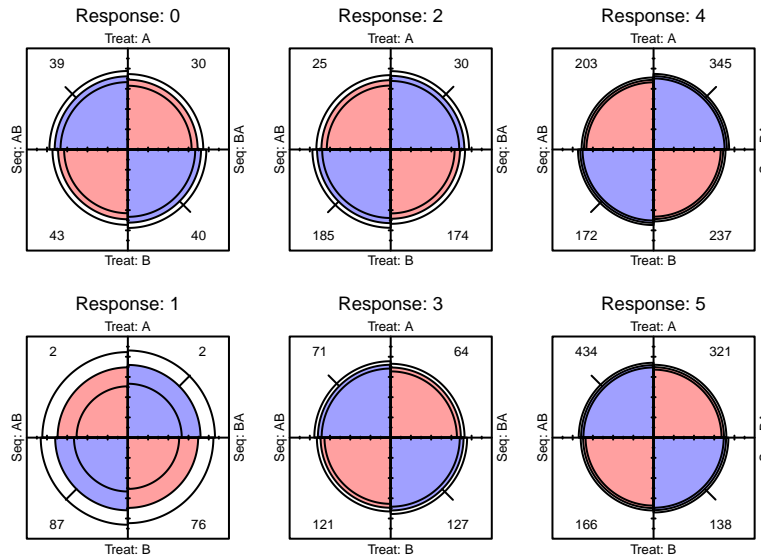 Response: 0
Treat: A
39 30
Seq: AB
Seq: BA
43 40
Treat: B
Response: 2
Treat: A
25 30
Seq: AB
Seq: BA
185 174
Treat: B
Response: 4
Treat: A
203 345
Seq: AB
172 237
Treat: B
Response: 1
Treat: A
2 2
Seq: AB
Seq: BA
87 76
Treat: B
Response: 3
Treat: A
71 64
Seq: AB
Seq: BA
121 127
Treat: B
Response: 5
Treat: A
434 321
Seq: AB
166 138
Treat: B